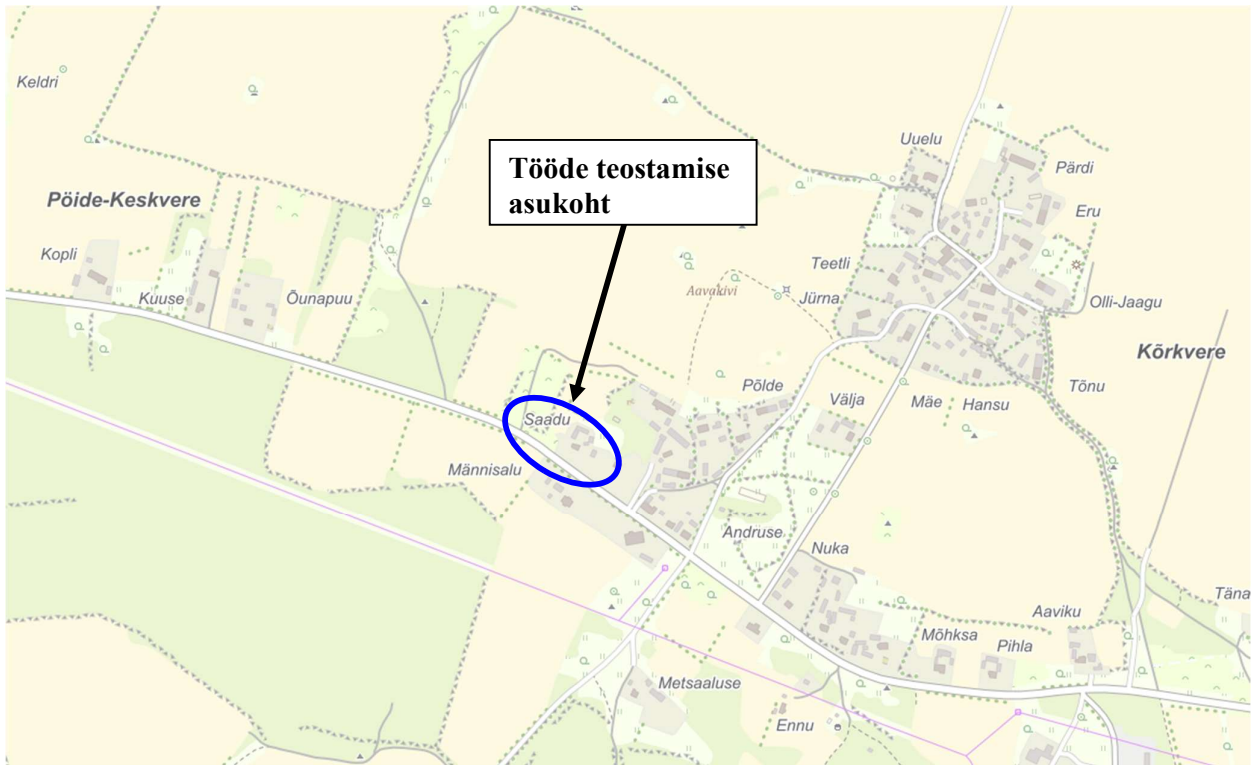 Keldri
Uuelu
Pärdi
Tööde teostamise
asukoht
Pöide-Keskvere
Eru
Kopli
Teetli
Kuuse
Õunapuu
Aavakivi
Jürna
Olli-Jaagu
Kõrkvere
Põlde
Tõnu
Välja
Mäe
Hansu
Saadu
Männisalu
Andruse
Nuka
Täna
Aaviku
Mõhksa
Pihla
Metsaaluse
Ennu